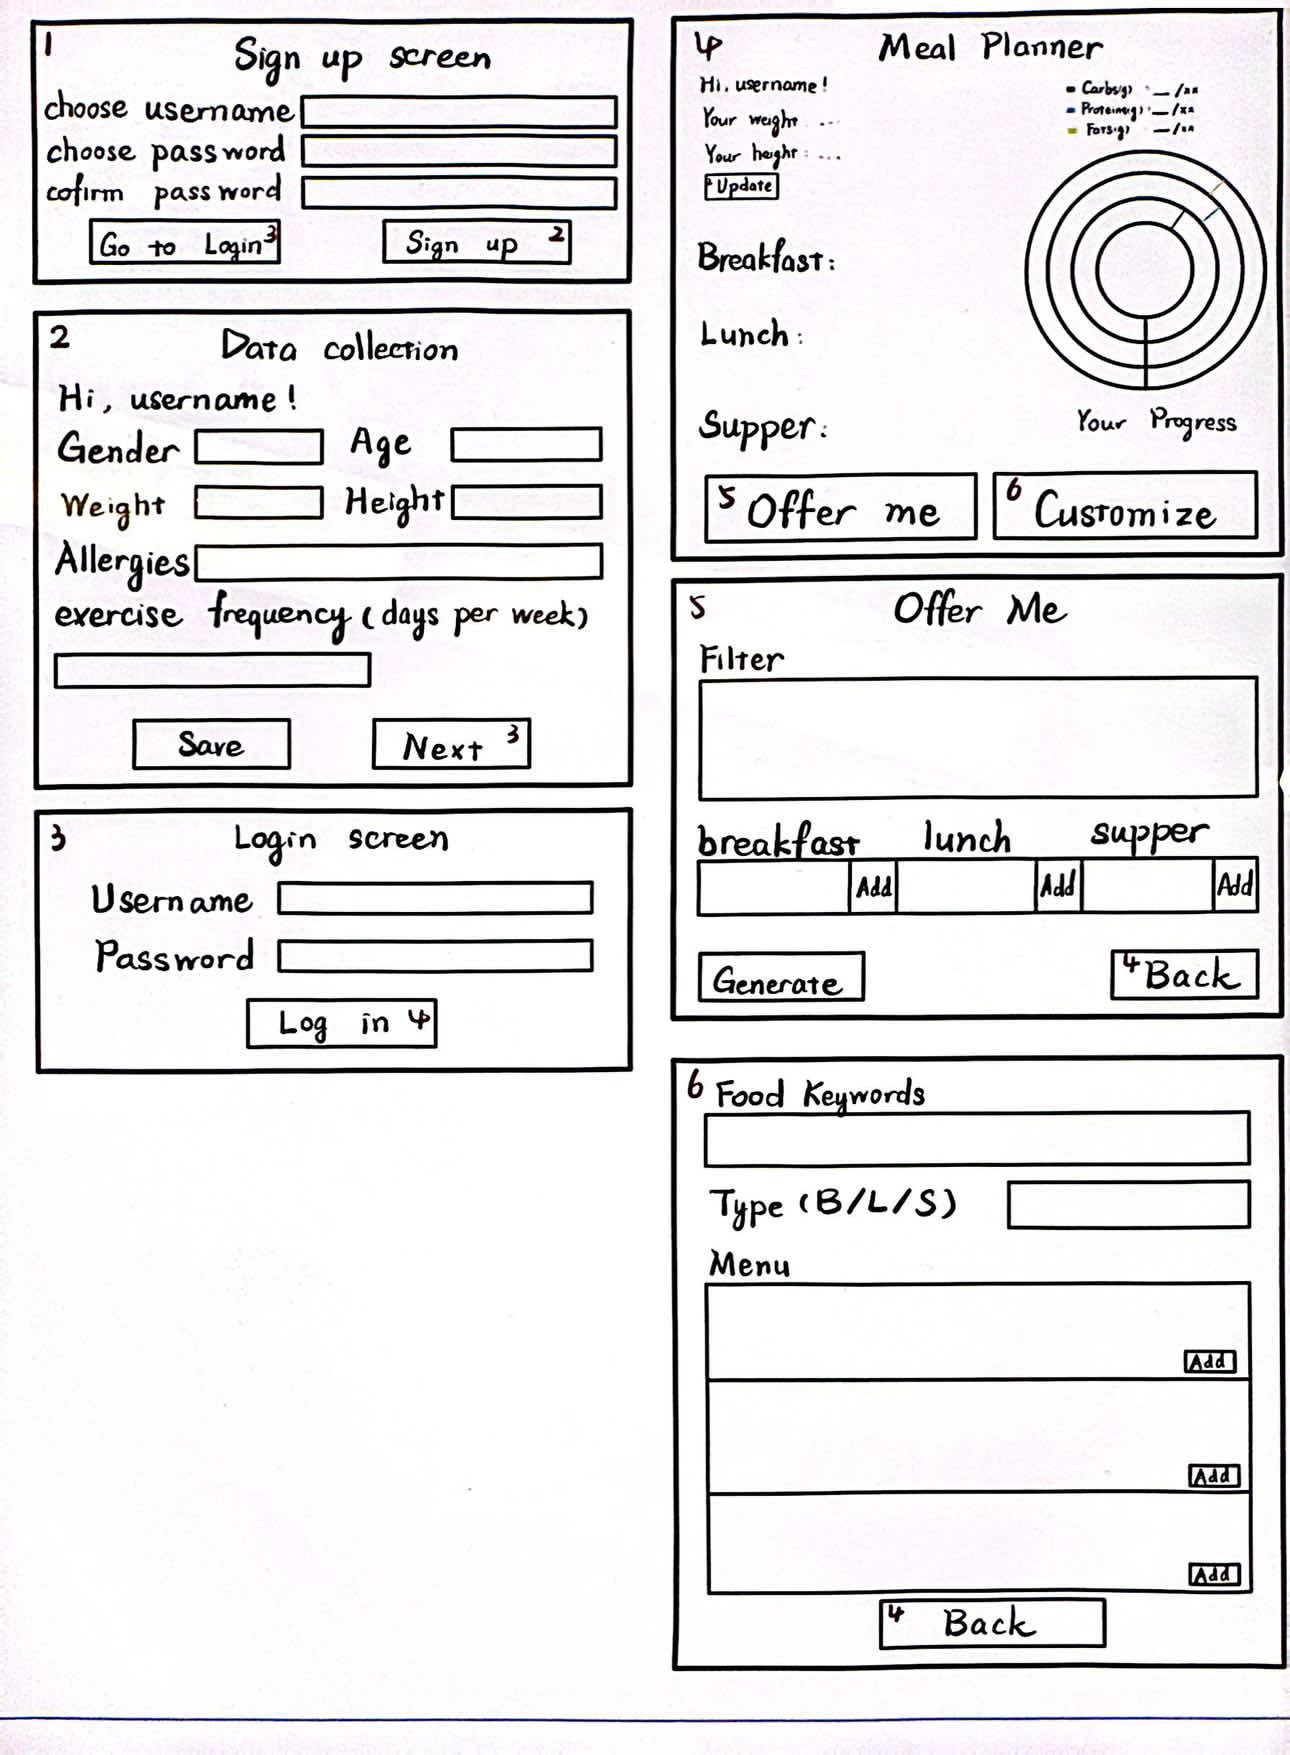 1
Sign up screen
choose username
choose password
cofirm password
Go to Login 3
Sign up 2
2
Data collection
Hi, username!
Gender Age
Weight Height
Allergies
exercise frequency (days per week)
Save Next 3
3
Login screen
Username
Password
Log in 4
4
Meal Planner
Hi, username!
Your weight ...
Your height : ...
Update
Carbs(g) : __ /xx
Proteins(g) : __ /xx
Fats(g) __ /xx
Breakfast:
Lunch:
Supper:
Your Progress
5 Offer me
6 Customize
5
Offer Me
Filter
breakfast lunch supper
Add Add Add
Generate 4 Back
6 Food Keywords
Type (B/L/S)
Menu
Add
Add
Add
4 Back